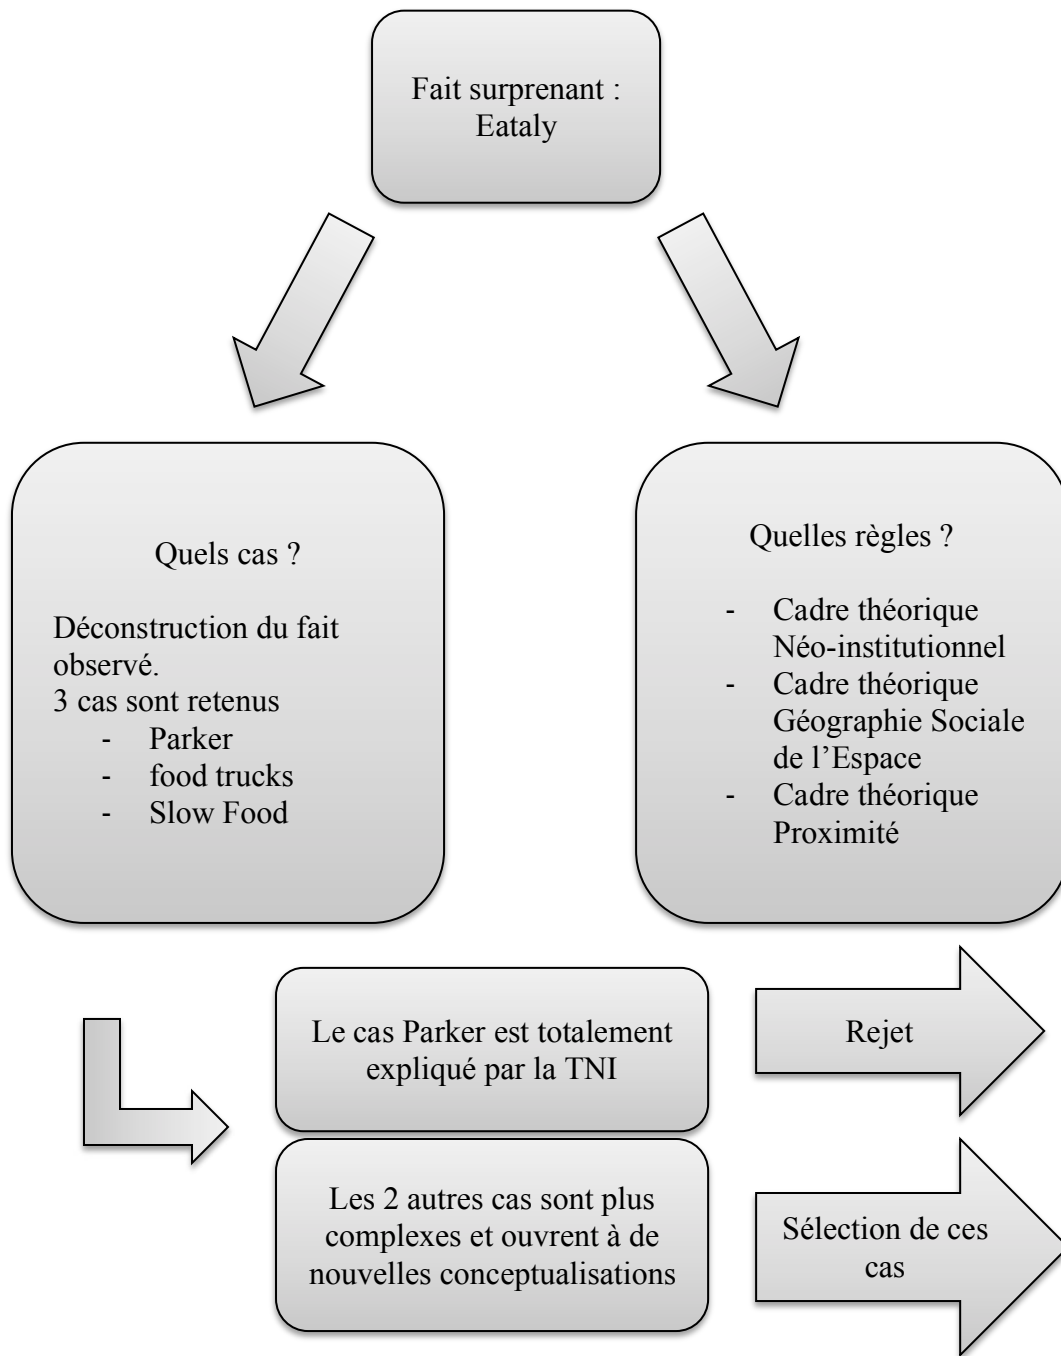 Fait surprenant :
Eataly
Quels cas ?
Déconstruction du fait
observé.
3 cas sont retenus
- Parker
- food trucks
- Slow Food
Quelles règles ?
- Cadre théorique
Néo-institutionnel
- Cadre théorique
Géographie Sociale
de l’Espace
- Cadre théorique
Proximité
Le cas Parker est totalement
expliqué par la TNI
Rejet
Les 2 autres cas sont plus
complexes et ouvrent à de
nouvelles conceptualisations
Sélection de ces
cas